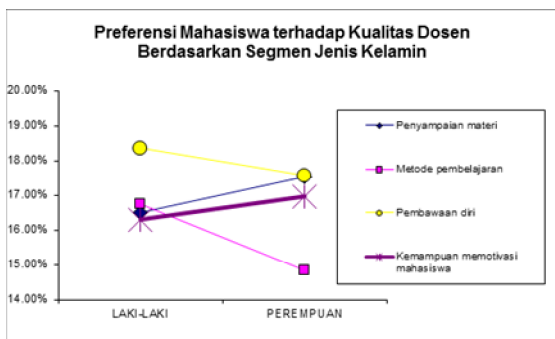 Preferensi Mahasiswa terhadap Kualitas Dosen
Berdasarkan Segmen Jenis Kelamin
20.00%
19.00%
18.00%
17.00%
16.00%
15.00%
14.00%
LAKI-LAKI
PEREMPUAN
Penyampaian materi
Metode pembelajaran
Pembawaan diri
Kemampuan memotivasi
mahasiswa